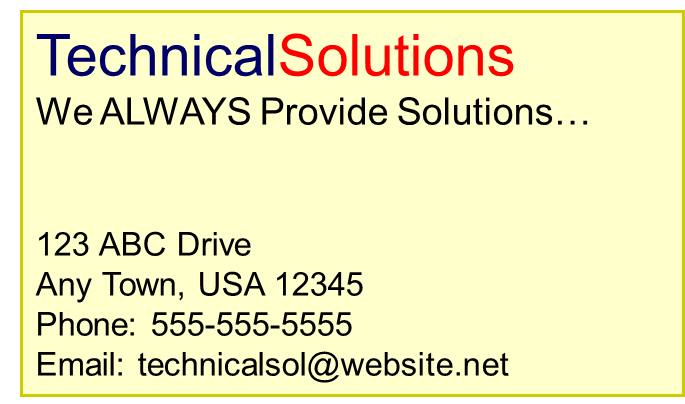 TechnicalSolutions
We ALWAYS Provide Solutions…
123 ABC Drive
Any Town, USA 12345
Phone: 555-555-5555
Email: technicalsol@website.net